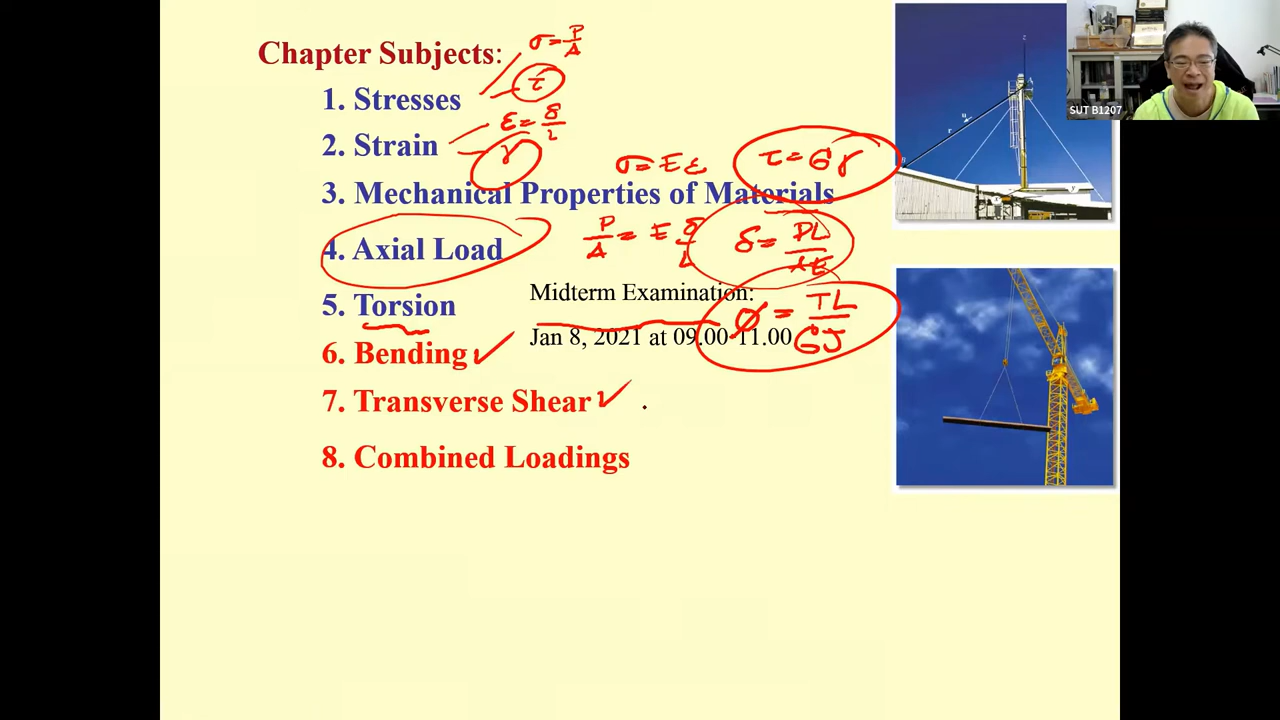 Chapter Subjects:
σ = P/A
1. Stresses
τ
ε = δ/L
2. Strain
γ
σ = E ε
τ = G γ
3. Mechanical Properties of Materials
P/A = E δ/L
δ = PL/AE
4. Axial Load
Midterm Examination:
5. Torsion
ø = TL/GJ
Jan 8, 2021 at 09.00-11.00
6. Bending ✓
7. Transverse Shear ✓
8. Combined Loadings
SUT B1207